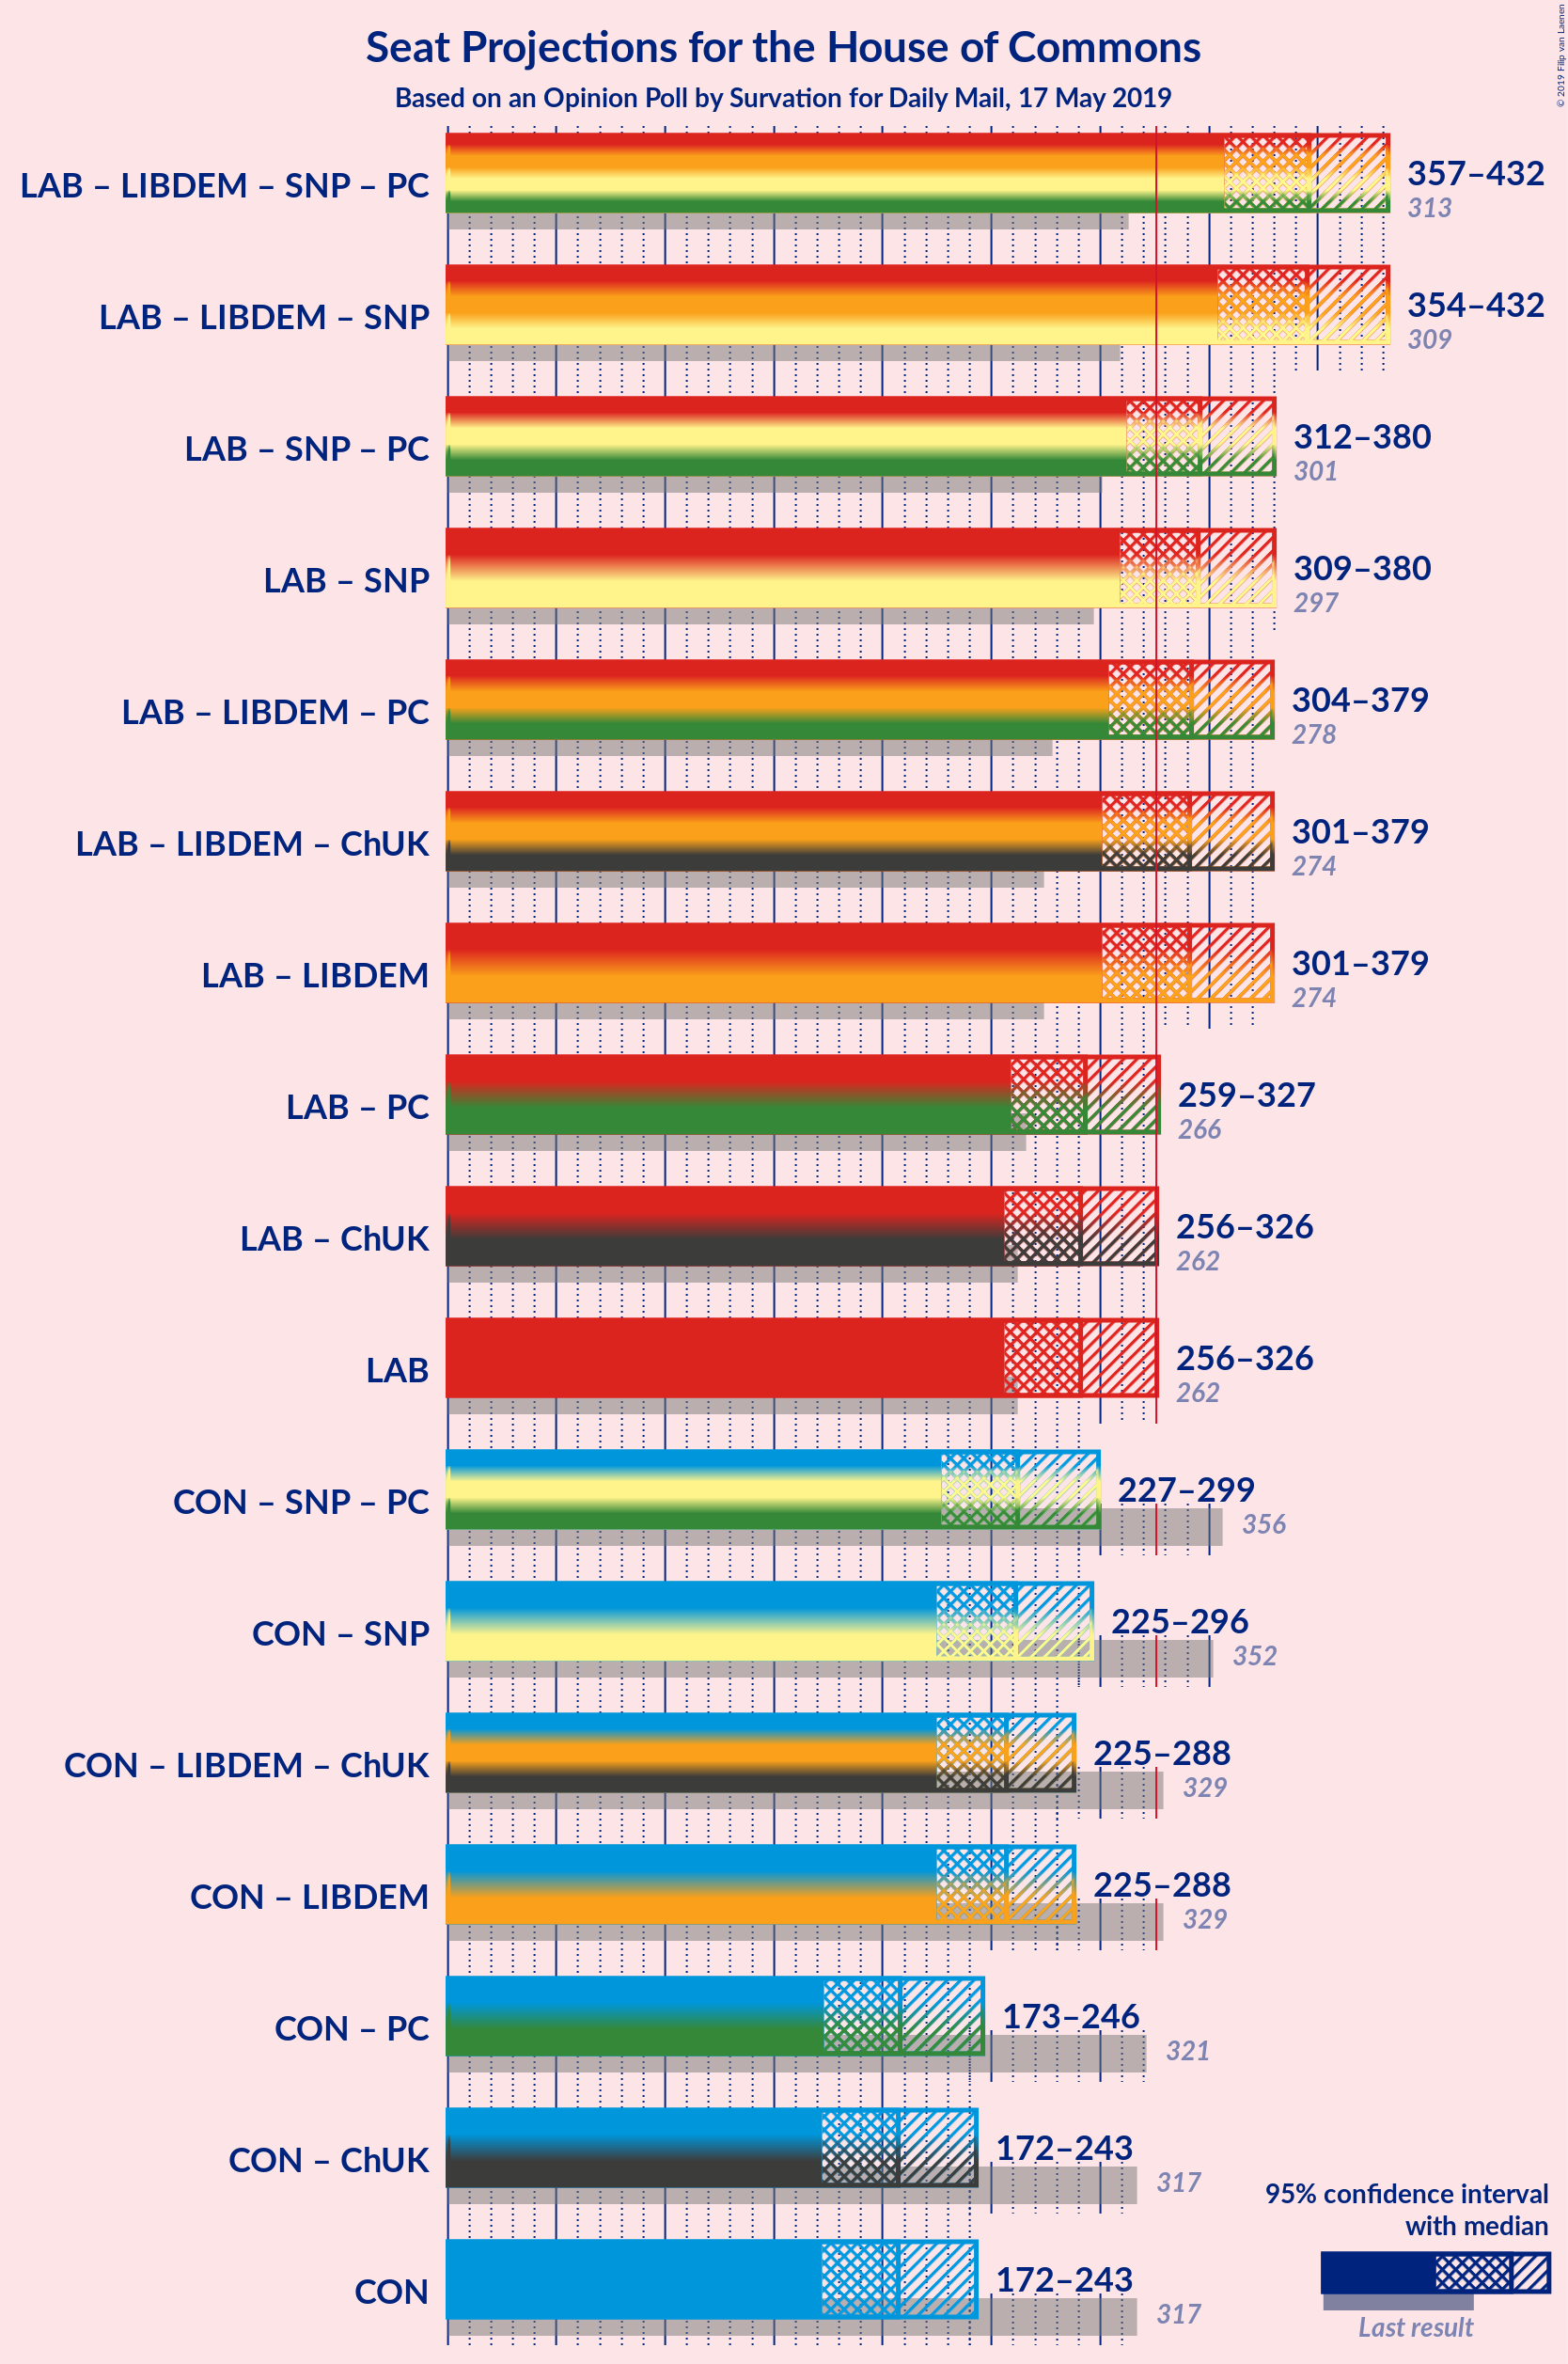 © 2019 Filip van Laenen
Seat Projections for the House of Commons
Based on an Opinion Poll by Survation for Daily Mail, 17 May 2019
LAB – LIBDEM – SNP – PC
357–432
313
LAB – LIBDEM – SNP
354–432
309
LAB – SNP – PC
312–380
301
LAB – SNP
309–380
297
LAB – LIBDEM – PC
304–379
278
LAB – LIBDEM – ChUK
301–379
274
LAB – LIBDEM
301–379
274
LAB – PC
259–327
266
LAB – ChUK
256–326
262
LAB
256–326
262
CON – SNP – PC
227–299
356
CON – SNP
225–296
352
CON – LIBDEM – ChUK
225–288
329
CON – LIBDEM
225–288
329
CON – PC
173–246
321
CON – ChUK
172–243
317
CON
172–243
317
95% confidence interval
with median
Last result